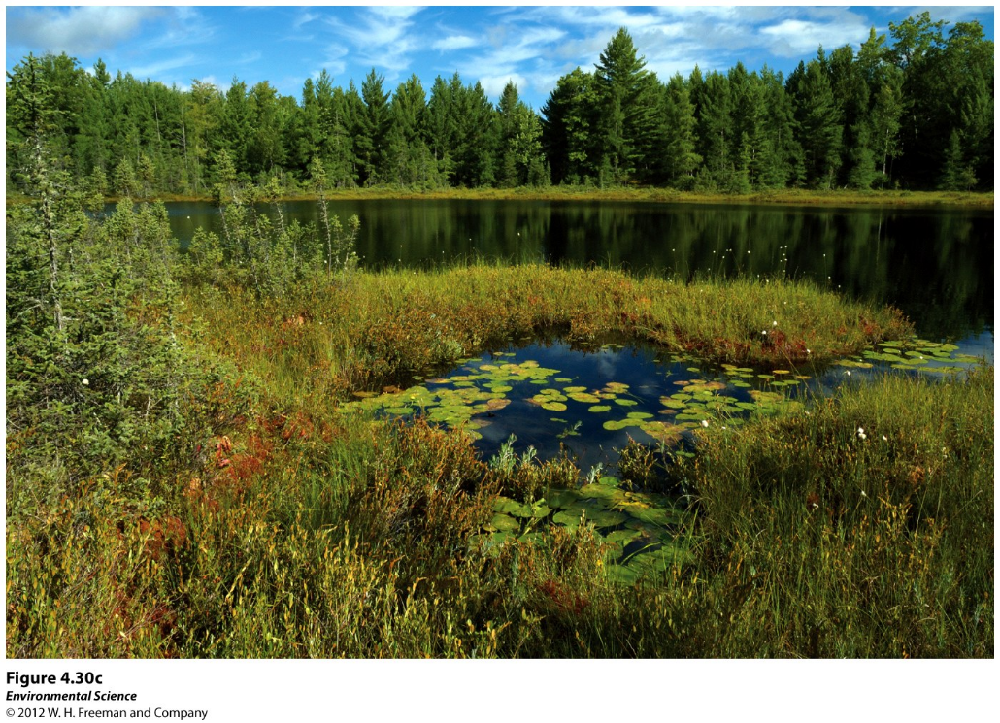 Figure 4.30c
Environmental Science
© 2012 W. H. Freeman and Company